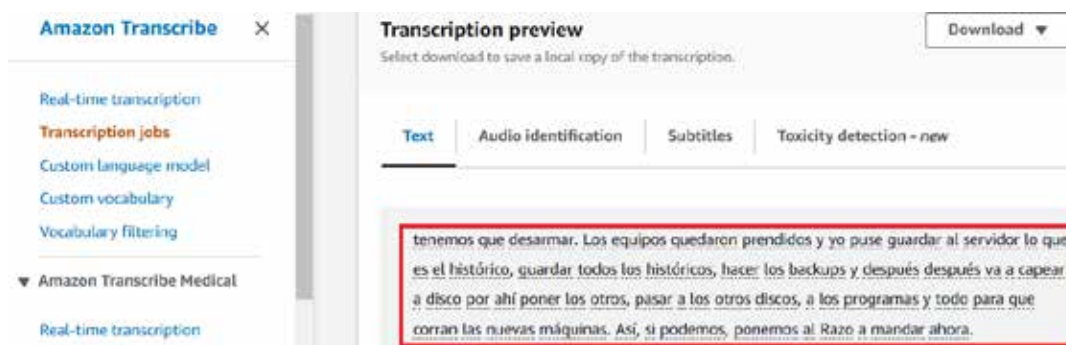 Amazon Transcribe ×
Real-time transcription
Transcription jobs
Custom language model
Custom vocabulary
Vocabulary filtering
▼ Amazon Transcribe Medical
Real-time transcription
Transcription preview
Download ▼
Select download to save a local copy of the transcription.
Text
Audio identification
Subtitles
Toxicity detection - new
tenemos que desarmar. Los equipos quedaron prendidos y yo puse guardar al servidor lo que
es el histórico, guardar todos los históricos, hacer los backups y después después va a capear
a disco por ahí poner los otros, pasar a los otros discos, a los programas y todo para que
corran las nuevas máquinas. Así, si podemos, ponemos al Razo a mandar ahora.